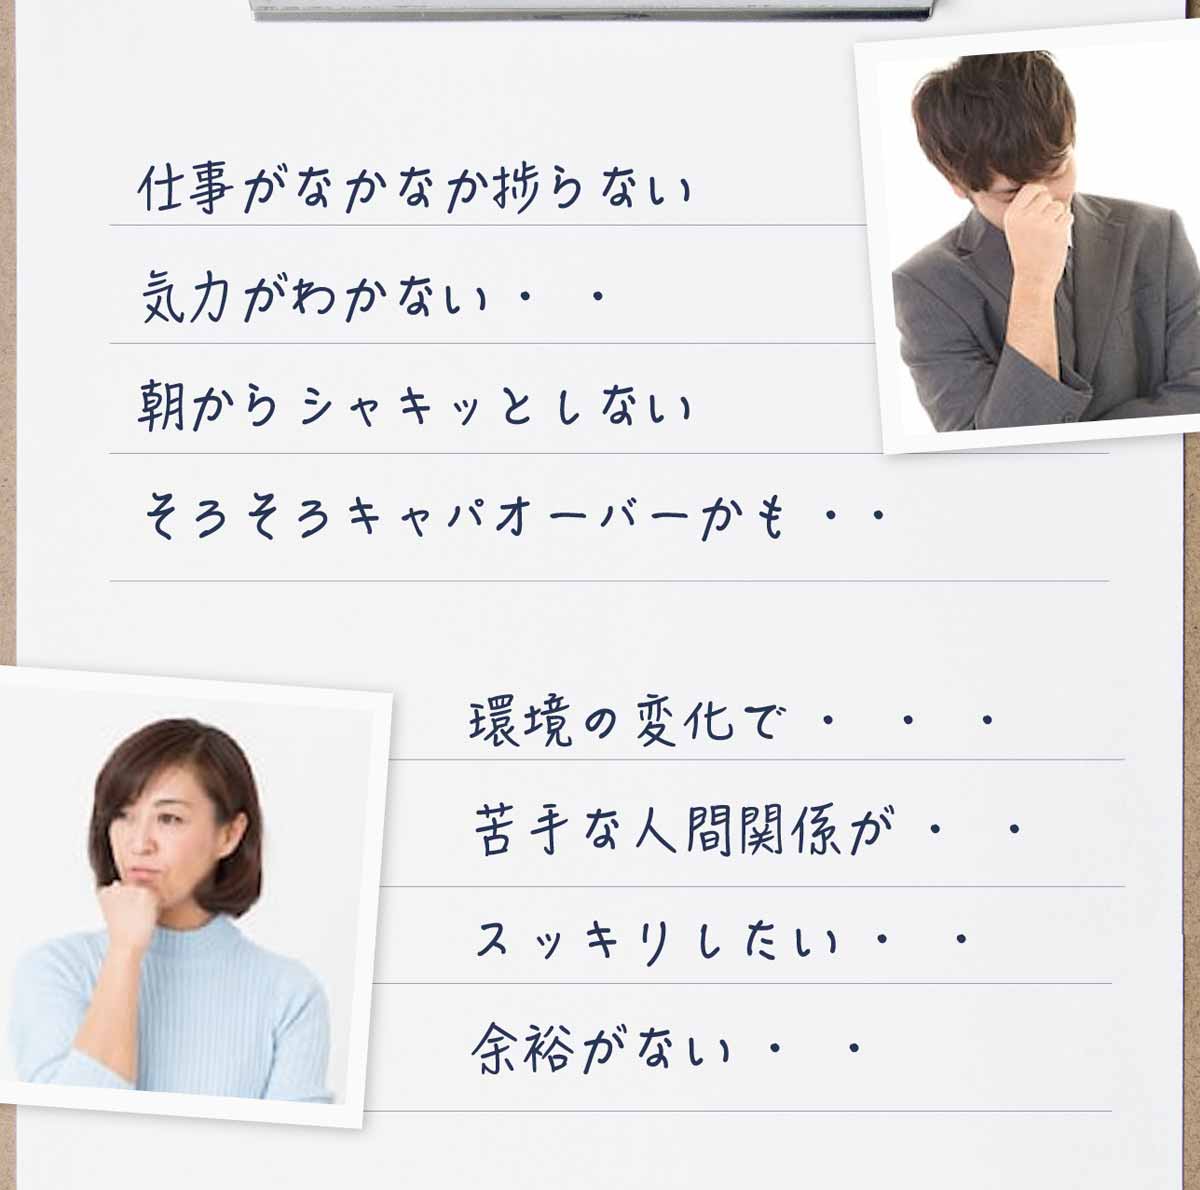 仕事がなかなか捗らない
気力がわかない・・
朝からシャキッとしない
そろそろキャパオーバーかも・・
環境の変化で・・・
苦手な人間関係が・・
スッキリしたい・・
余裕がない・・